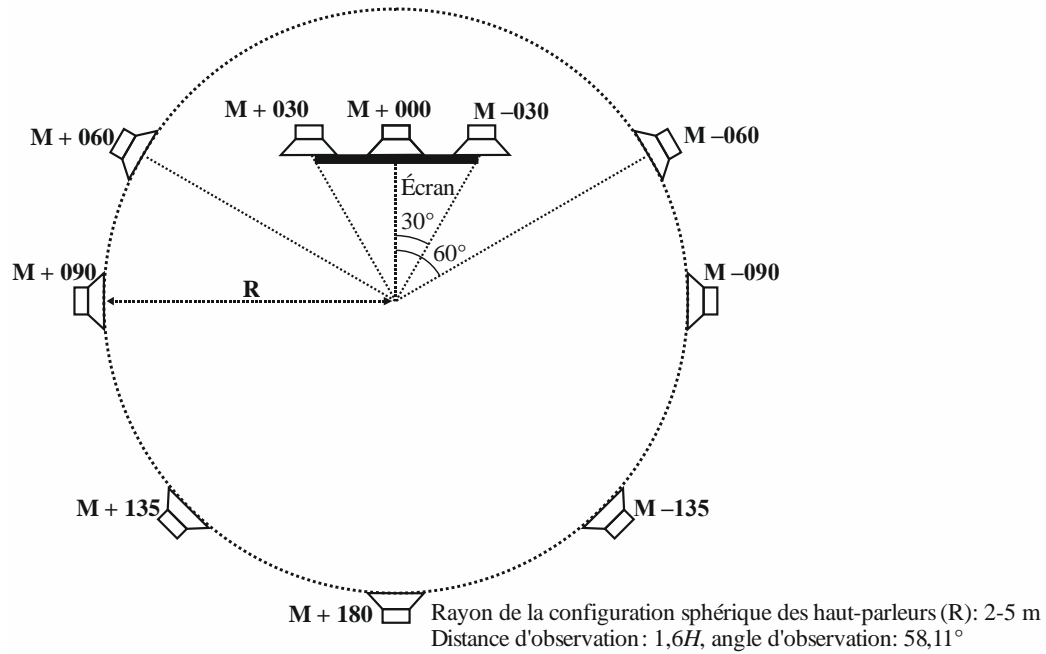 M + 030 M + 000 M –030
M + 060 M –060
Écran
30°
60°
M + 090 M –090
R
M + 135 M –135
M + 180
Rayon de la configuration sphérique des haut-parleurs (R): 2-5 m
Distance d'observation: 1,6H, angle d'observation: 58,11°